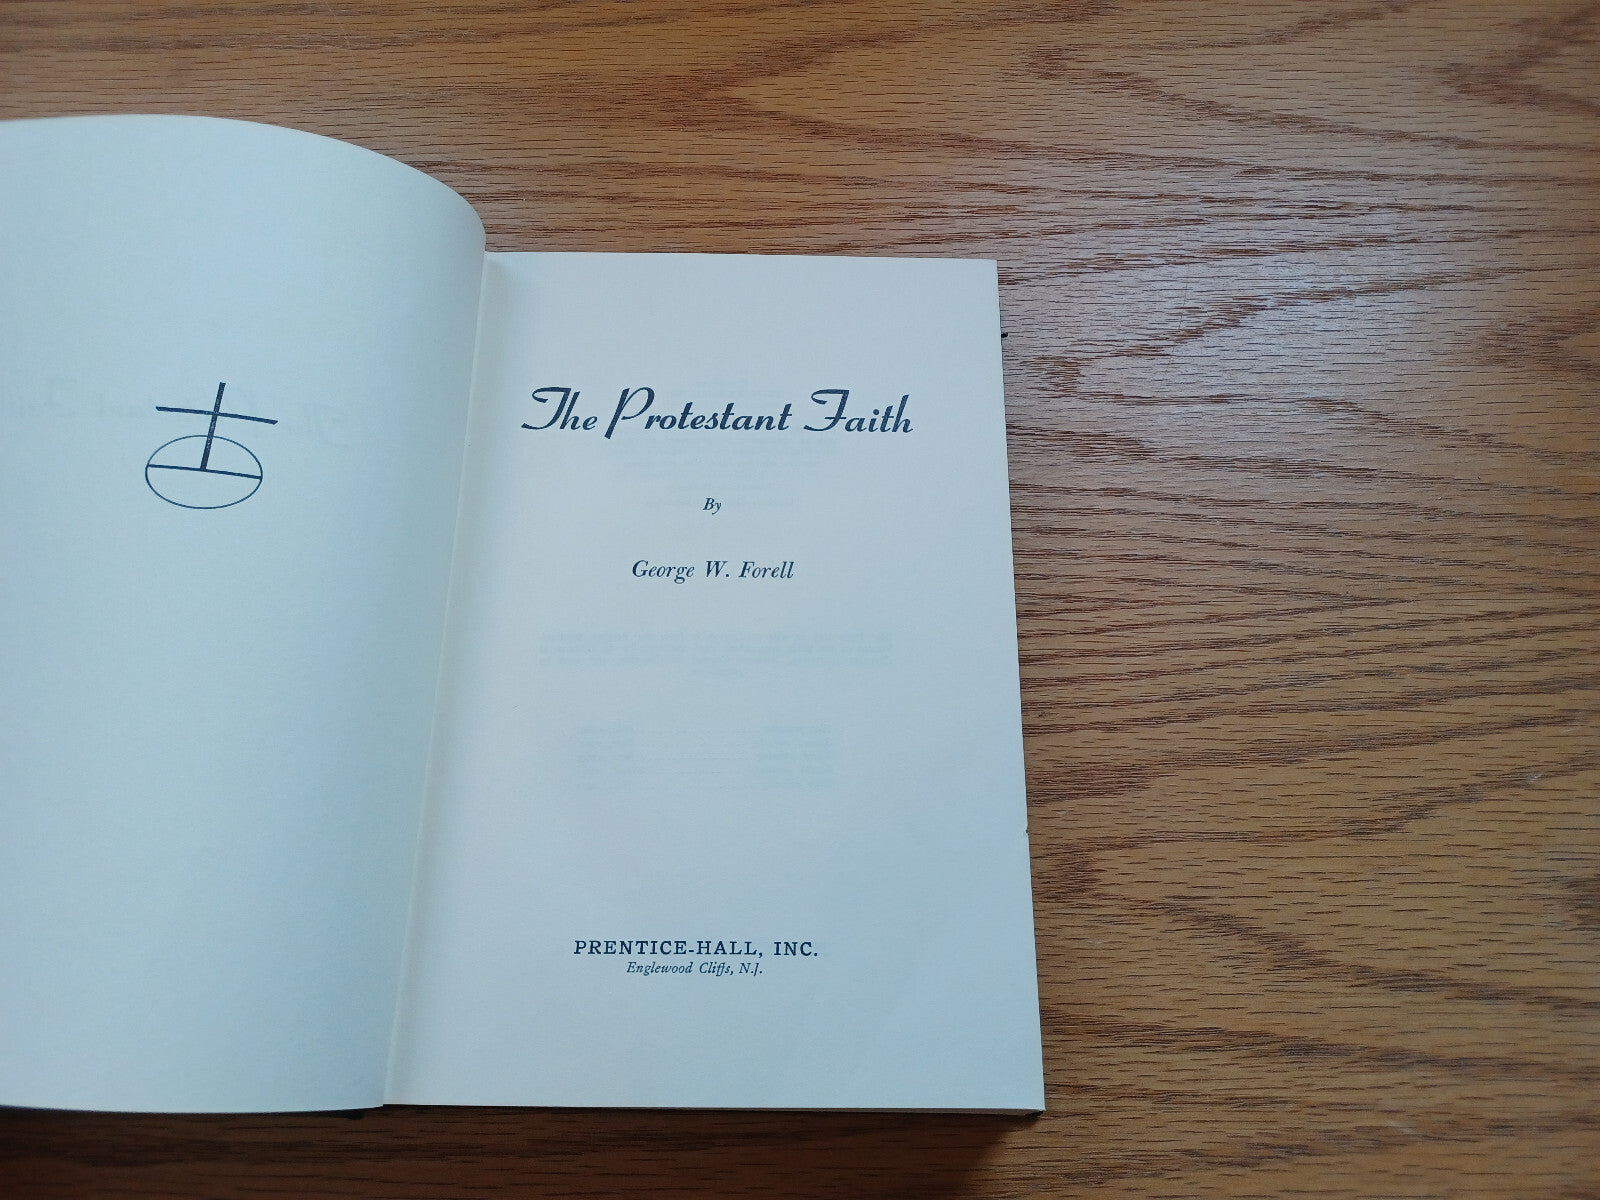 The Protestant Faith
By
George W. Forell
PRENTICE-HALL, INC.
Englewood Cliffs, N.J.